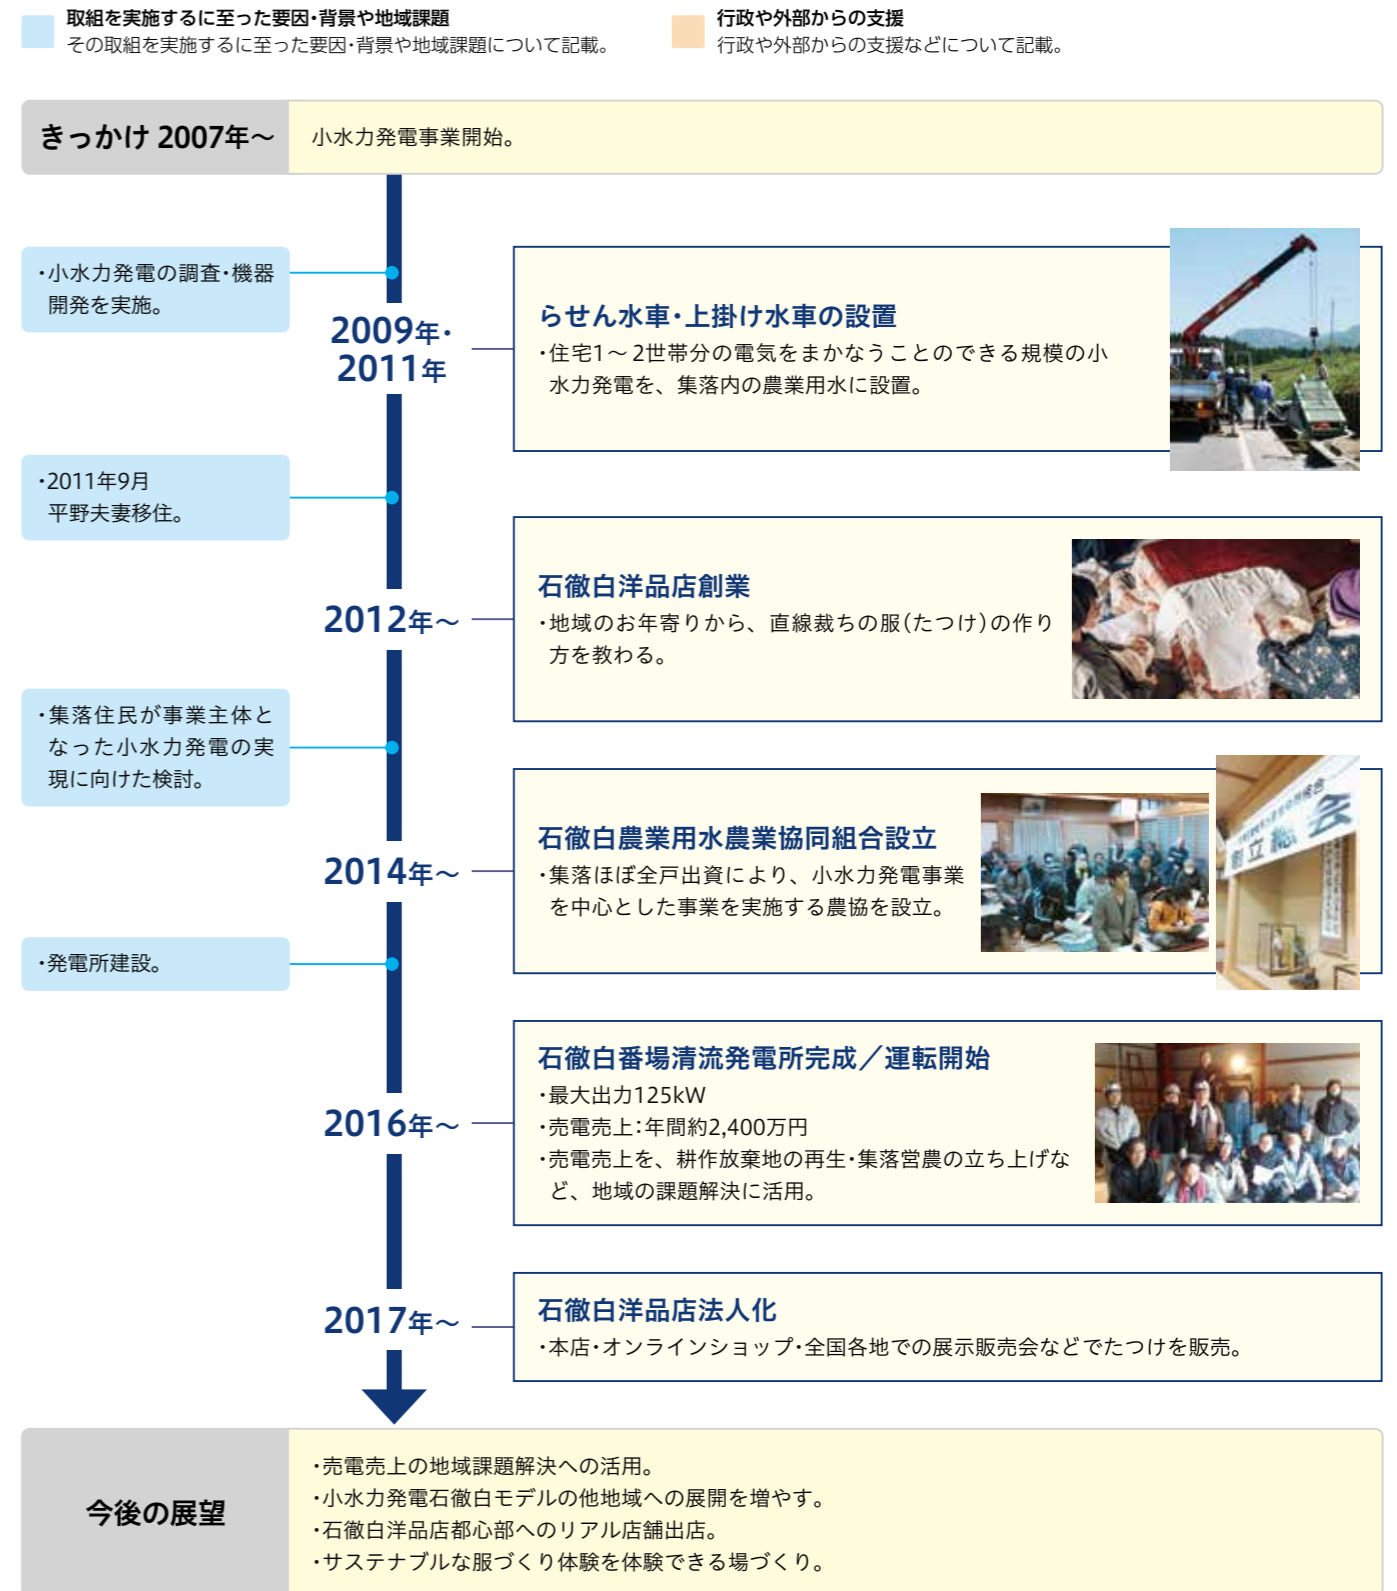 取組を実施するに至った要因・背景や地域課題
その取組を実施するに至った要因・背景や地域課題について記載。
行政や外部からの支援
行政や外部からの支援などについて記載。
きっかけ 2007年～
小水力発電事業開始。
・小水力発電の調査・機器
開発を実施。
2009年・
2011年
らせん水車・上掛け水車の設置
・住宅1～2世帯分の電気をまかなうことのできる規模の小
水力発電を、集落内の農業用水に設置。
・2011年9月
平野夫妻移住。
2012年～
石徹白洋品店創業
・地域のお年寄りから、直線裁ちの服（たつけ）の作り
方を教わる。
・集落住民が事業主体と
なった小水力発電の実
現に向けた検討。
2014年～
石徹白農業用水農業協同組合設立
・集落ほぼ全戸出資により、小水力発電事業
を中心とした事業を実施する農協を設立。
創立総会
・発電所建設。
2016年～
石徹白番場清流発電所完成／運転開始
・最大出力125kW
・売電売上：年間約2,400万円
・売電売上を、耕作放棄地の再生・集落営農の立ち上げな
ど、地域の課題解決に活用。
2017年～
石徹白洋品店法人化
・本店・オンラインショップ・全国各地での展示販売会などでたつけを販売。
今後の展望
・売電売上の地域課題解決への活用。
・小水力発電石徹白モデルの他地域への展開を増やす。
・石徹白洋品店都心部へのリアル店舗出店。
・サステナブルな服づくり体験を体験できる場づくり。